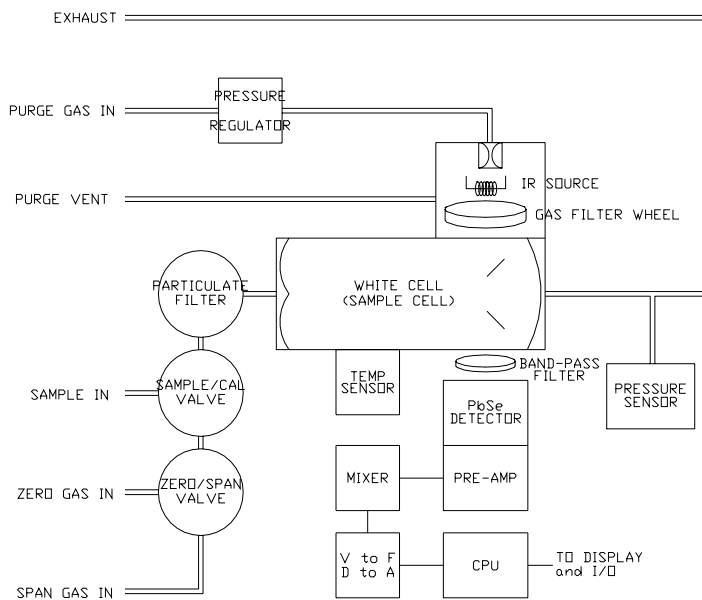 EXHAUST
PRESSURE
REGULATOR
PURGE GAS IN
IR SOURCE
PURGE VENT
GAS FILTER WHEEL
PARTICULATE
FILTER
WHITE CELL
(SAMPLE CELL)
BAND-PASS
FILTER
TEMP
SENSOR
SAMPLE/CAL
VALVE
SAMPLE IN
PRESSURE
SENSOR
PbSe
DETECTOR
ZERO/SPAN
VALVE
ZERO GAS IN
MIXER
PRE-AMP
V to F
D to A
CPU
TO DISPLAY
and I/O
SPAN GAS IN